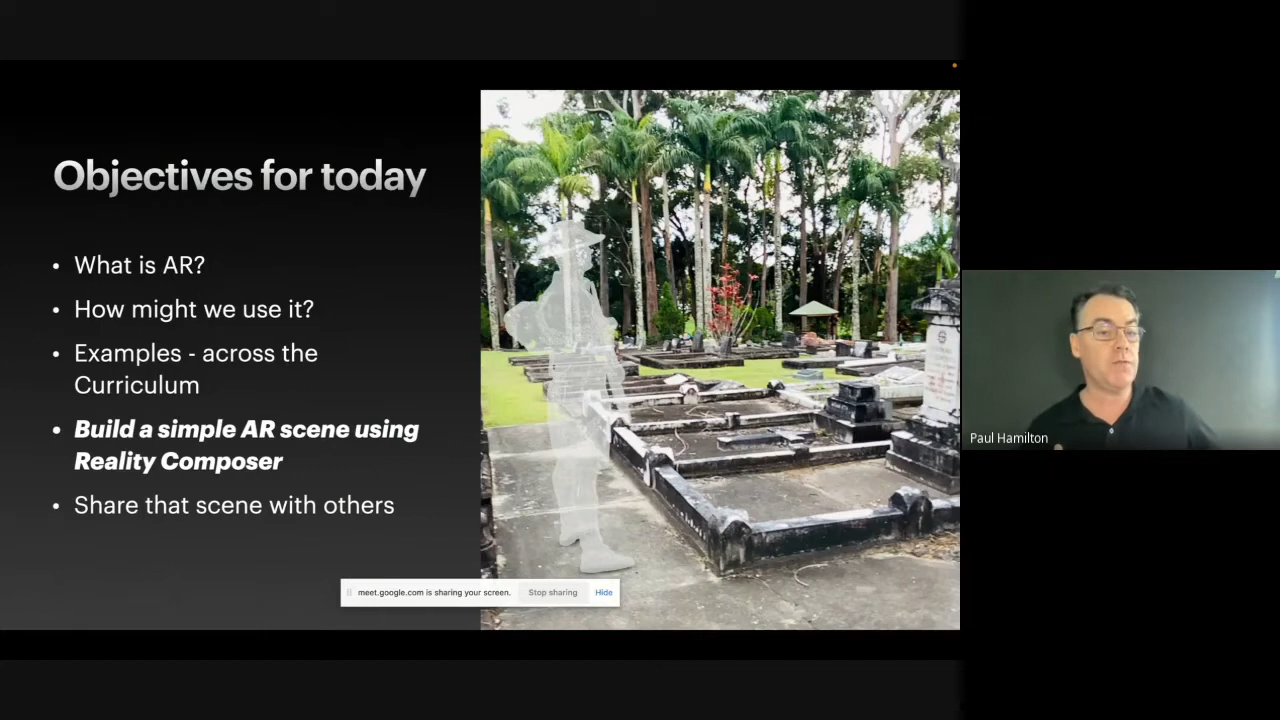 Objectives for today
• What is AR?
• How might we use it?
• Examples - across the
Curriculum
• Build a simple AR scene using
Reality Composer
• Share that scene with others
meet.google.com is sharing your screen.
Stop sharing
Hide
Paul Hamilton